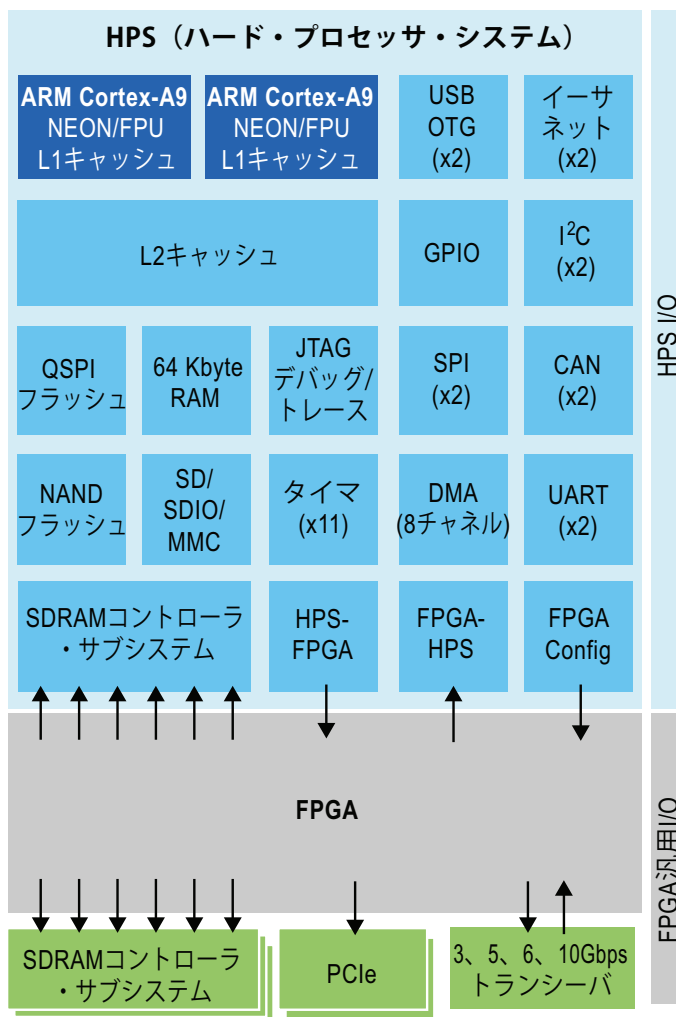 HPS（ハード・プロセッサ・システム）
ARM Cortex-A9
NEON/FPU
L1キャッシュ
ARM Cortex-A9
NEON/FPU
L1キャッシュ
USB
OTG
(x2)
イーサ
ネット
(x2)
L2キャッシュ
GPIO
I²C
(x2)
QSPI
フラッシュ
64 Kbyte
RAM
JTAG
デバッグ/
トレース
SPI
(x2)
CAN
(x2)
NAND
フラッシュ
SD/
SDIO/
MMC
タイマ
(x11)
DMA
(8チャネル)
UART
(x2)
SDRAMコントローラ
・サブシステム
HPS-
FPGA
FPGA-
HPS
FPGA
Config
HPS I/O
FPGA
FPGA汎用I/O
SDRAMコントローラ
・サブシステム
PCIe
3、5、6、10Gbps
トランシーバ